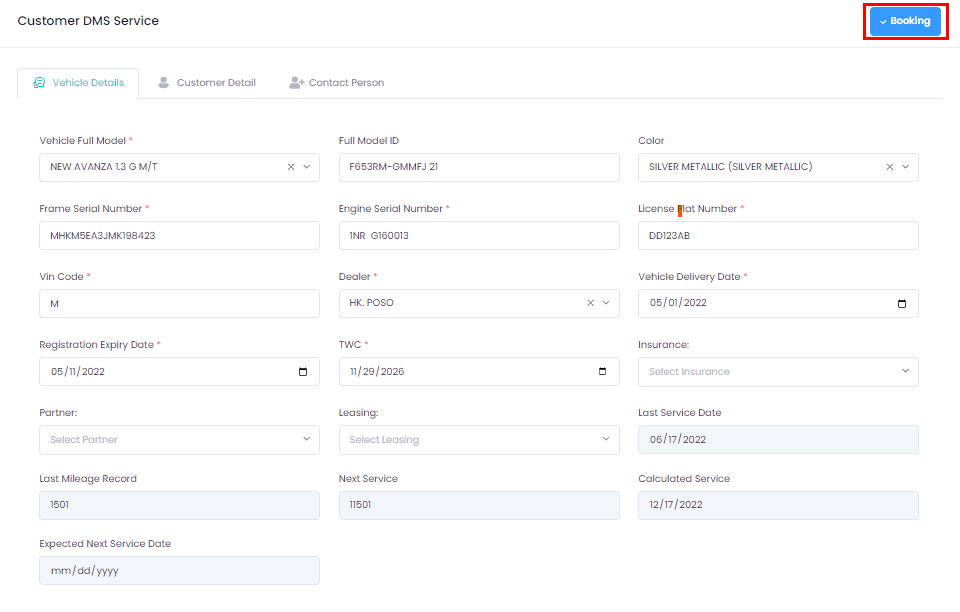 Customer DMS Service
Booking
Vehicle Details Customer Detail Contact Person
Vehicle Full Model * Full Model ID Color
NEW AVANZA 1.3 G M/T F653RM-GMMFJ 21 SILVER METALLIC (SILVER METALLIC)
Frame Serial Number * Engine Serial Number * License Plat Number *
MHKM5EA3JMK198423 1NR G160013 DD123AB
Vin Code * Dealer * Vehicle Delivery Date *
M HK. POSO 05/01/2022
Registration Expiry Date * TWC * Insurance:
05/11/2022 11/29/2026 Select Insurance
Partner: Leasing: Last Service Date
Select Partner Select Leasing 06/17/2022
Last Mileage Record Next Service Calculated Service
1501 11501 12/17/2022
Expected Next Service Date
mm/dd/yyyy